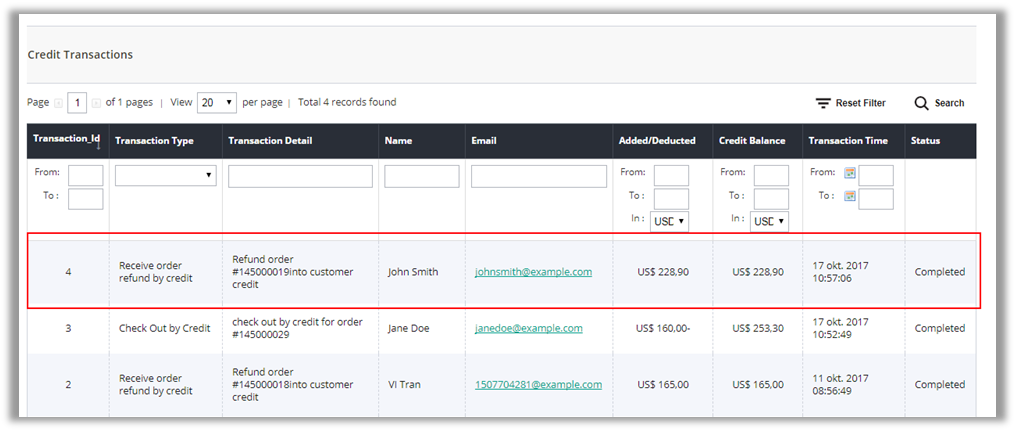 Credit Transactions
Page 1 of 1 pages | View 20 per page | Total 4 records found Reset Filter Search
Transaction_Id Transaction Type Transaction Detail Name Email Added/Deducted Credit Balance Transaction Time Status
From: From: From: From:
To : To : To : To :
In : USD In : USD
4 Receive order refund by credit Refund order #145000019into customer credit John Smith johnsmith@example.com US$ 228,90 US$ 228,90 17 okt. 2017 10:57:06 Completed
3 Check Out by Credit check out by credit for order #145000029 Jane Doe janedoe@example.com US$ 160,00- US$ 253,30 17 okt. 2017 10:52:49 Completed
2 Receive order refund by credit Refund order #145000018into customer credit VI Tran 1507704281@example.com US$ 165,00 US$ 165,00 11 okt. 2017 08:56:49 Completed